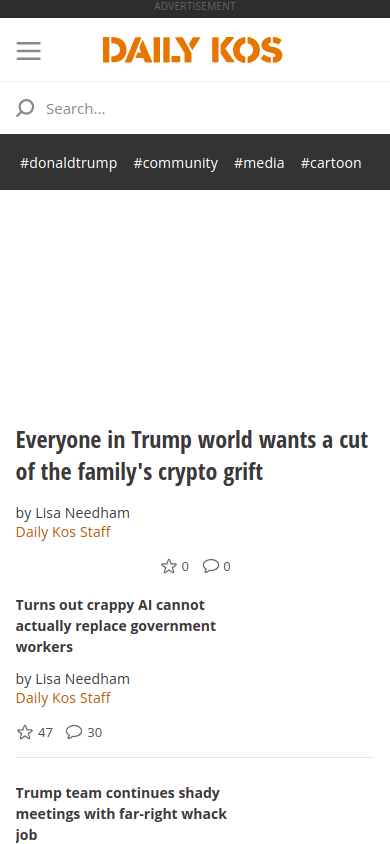 ADVERTISEMENT
DAILY KOS
Search...
#donaldtrump #community #media #cartoon
Everyone in Trump world wants a cut
of the family's crypto grift
by Lisa Needham
Daily Kos Staff
0 0
Turns out crappy AI cannot
actually replace government
workers
by Lisa Needham
Daily Kos Staff
47 30
Trump team continues shady
meetings with far-right whack
job